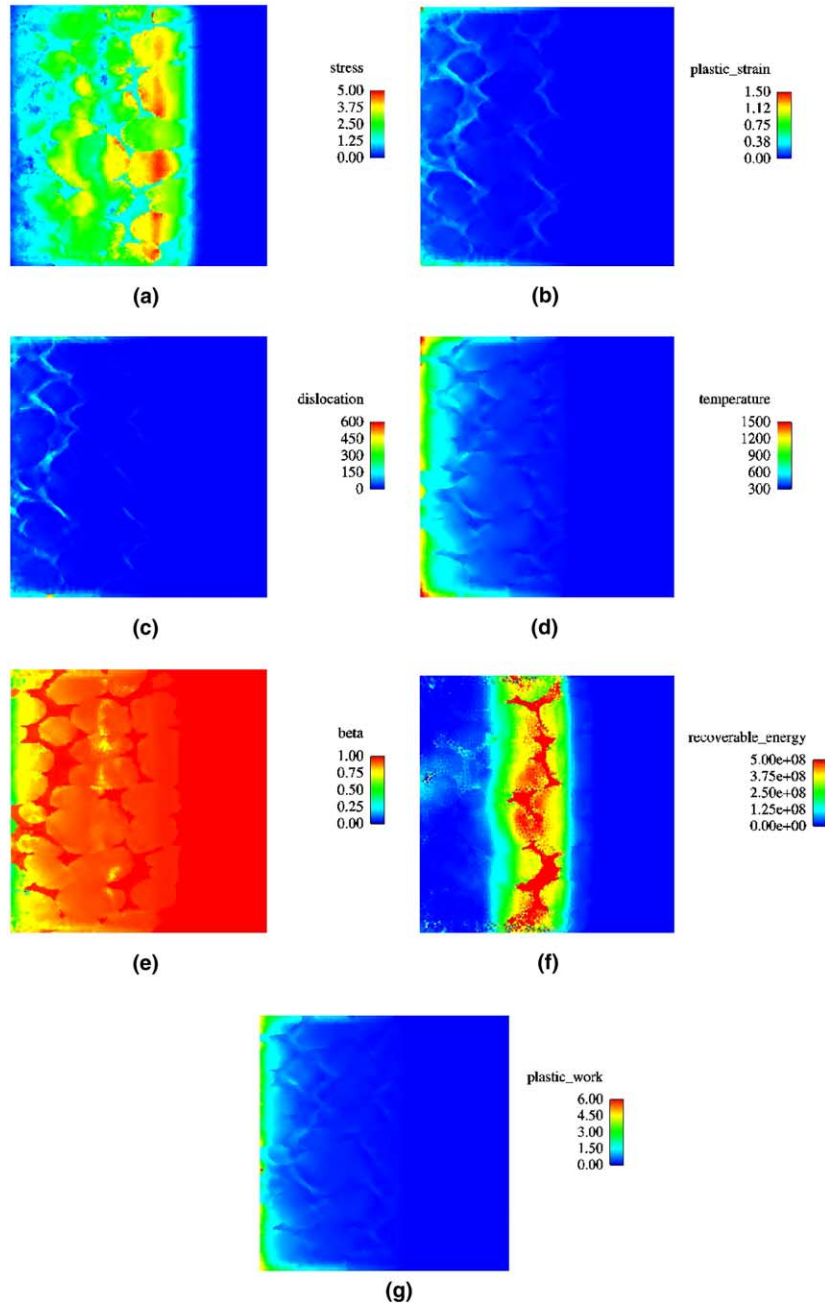 stress
5.00
3.75
2.50
1.25
0.00
(a)
plastic_strain
1.50
1.12
0.75
0.38
0.00
(b)
dislocation
600
450
300
150
0
(c)
temperature
1500
1200
900
600
300
(d)
beta
1.00
0.75
0.50
0.25
0.00
(e)
recoverable_energy
5.00e+08
3.75e+08
2.50e+08
1.25e+08
0.00e+00
(f)
plastic_work
6.00
4.50
3.00
1.50
0.00
(g)